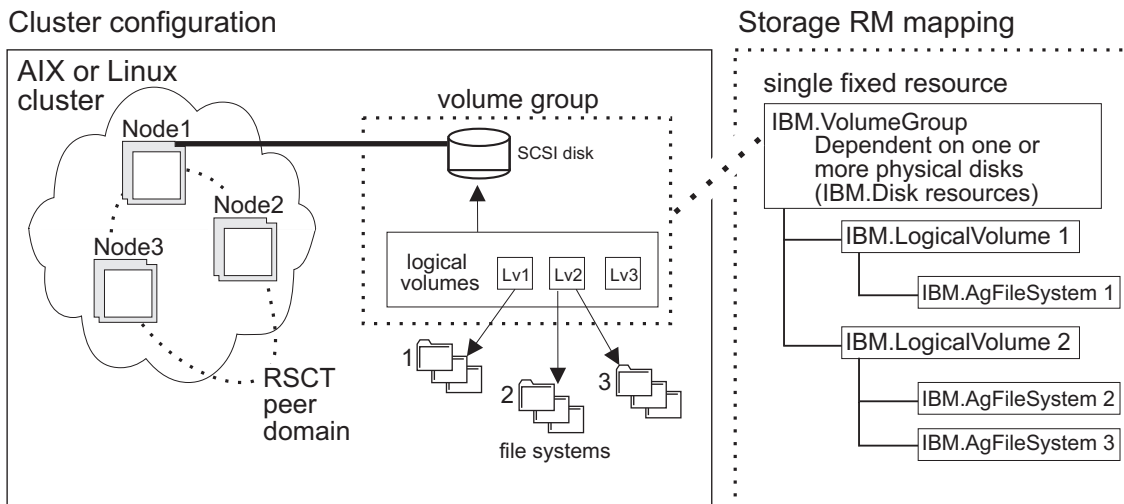 Cluster configuration
AIX or Linux
cluster
Node1
Node2
Node3
RSCT
peer
domain
volume group
SCSI disk
logical
volumes
Lv1
Lv2
Lv3
1
2
3
file systems
Storage RM mapping
single fixed resource
IBM.VolumeGroup
Dependent on one or
more physical disks
(IBM.Disk resources)
IBM.LogicalVolume 1
IBM.AgFileSystem 1
IBM.LogicalVolume 2
IBM.AgFileSystem 2
IBM.AgFileSystem 3